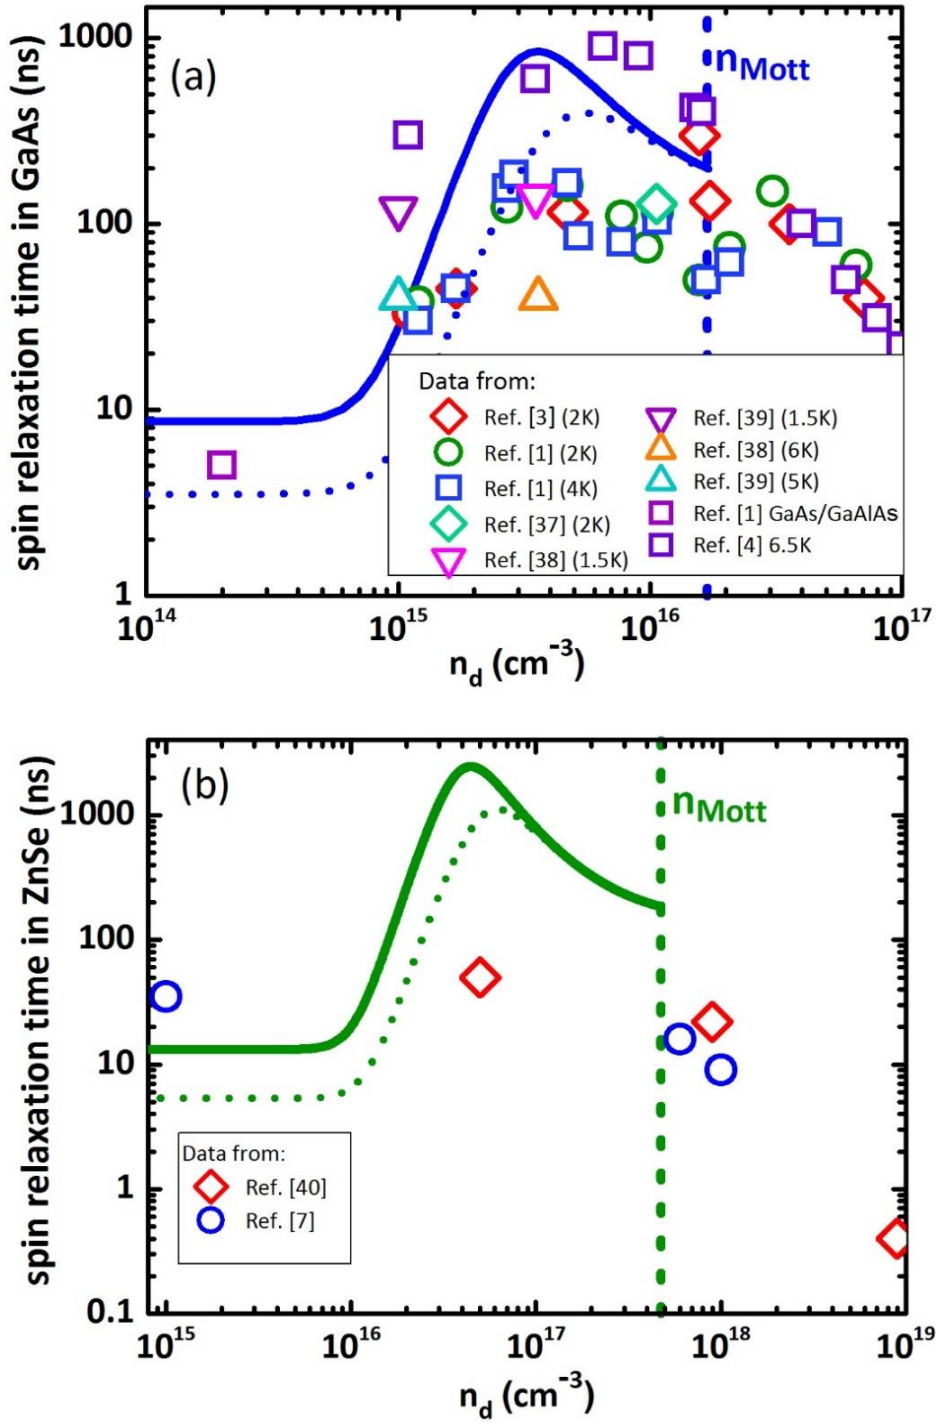 spin relaxation time in GaAs (ns)
1000
100
10
1
(a)
n_Mott
Data from:
Ref. [3] (2K)
Ref. [1] (2K)
Ref. [1] (4K)
Ref. [37] (2K)
Ref. [38] (1.5K)
Ref. [39] (1.5K)
Ref. [38] (6K)
Ref. [39] (5K)
Ref. [1] GaAs/GaAlAs
Ref. [4] 6.5K
10^14 10^15 10^16 10^17
n_d (cm^−3)
spin relaxation time in ZnSe (ns)
1000
100
10
1
0.1
(b)
n_Mott
Data from:
Ref. [40]
Ref. [7]
10^15 10^16 10^17 10^18 10^19
n_d (cm^−3)